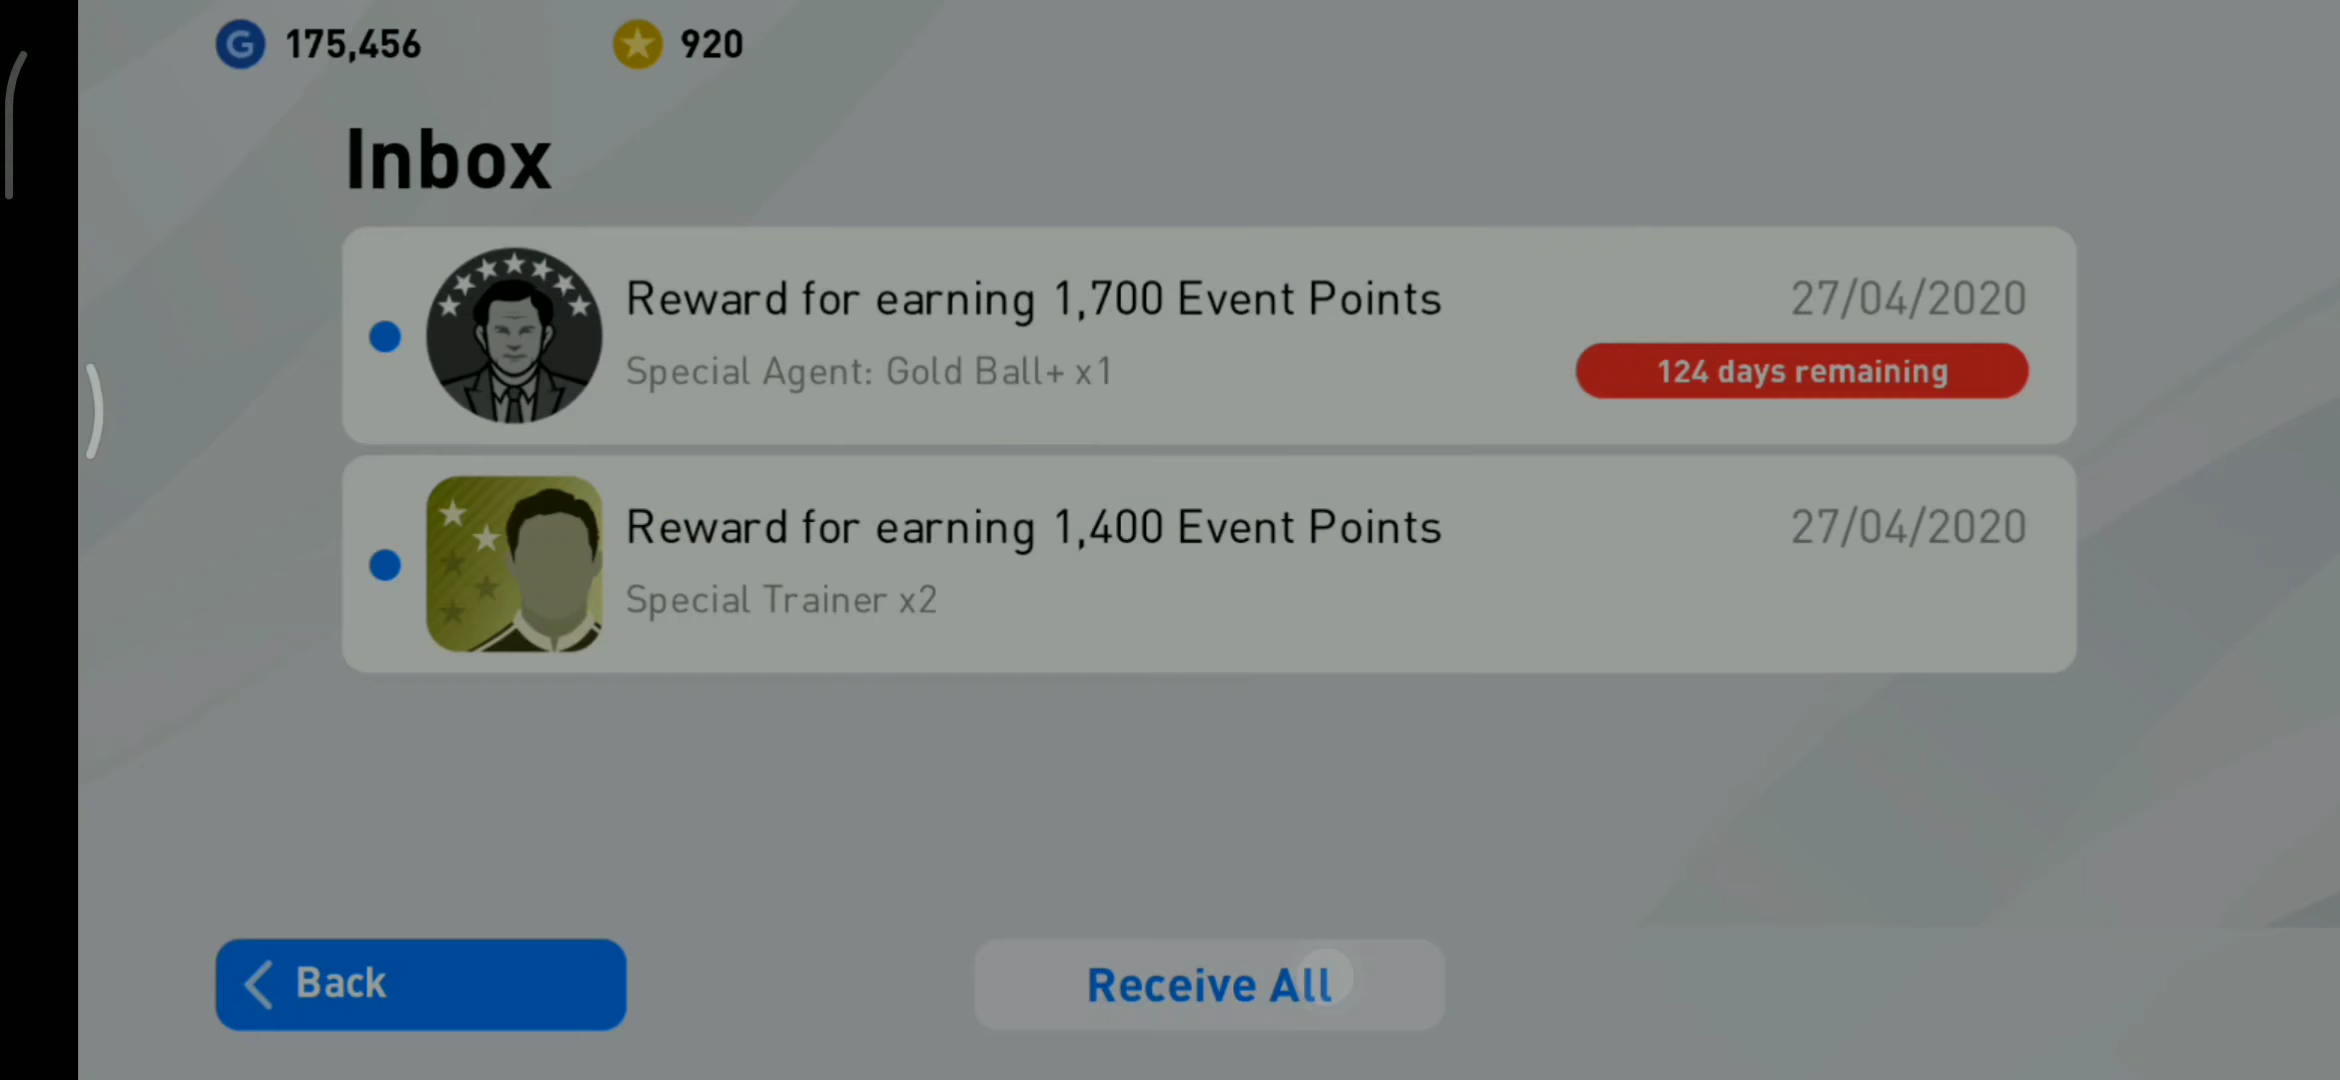 G 175,456 920
Inbox
Reward for earning 1,700 Event Points 27/04/2020
Special Agent: Gold Ball+ x1 124 days remaining
Reward for earning 1,400 Event Points 27/04/2020
Special Trainer x2
Back Receive All